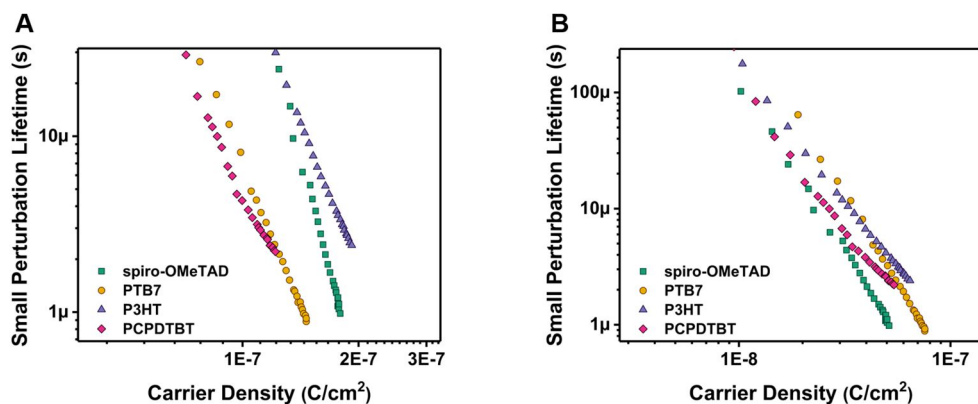 A
Small Perturbation Lifetime (s)
10μ
1μ
spiro-OMeTAD
PTB7
P3HT
PCPDTBT
1E-7
2E-7
3E-7
Carrier Density (C/cm²)
B
Small Perturbation Lifetime (s)
100μ
10μ
1μ
spiro-OMeTAD
PTB7
P3HT
PCPDTBT
1E-8
1E-7
Carrier Density (C/cm²)